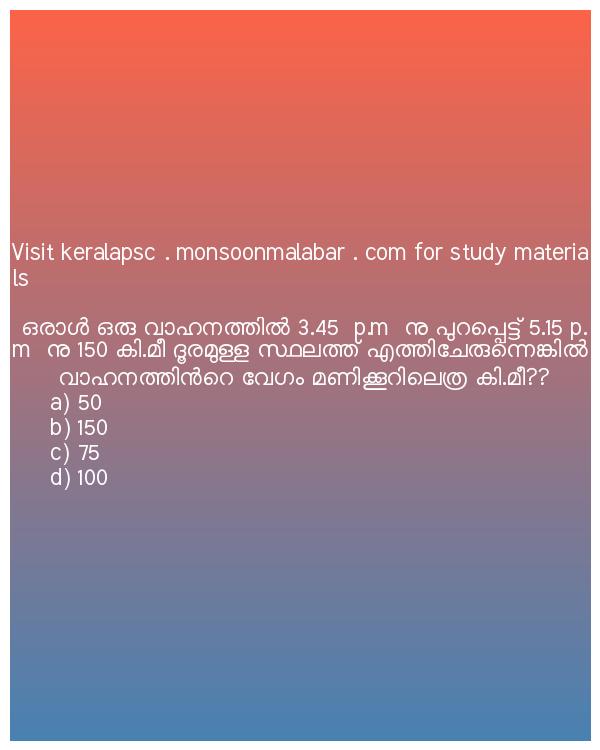 Visit keralapsc . monsoonmalabar . com for study materia
ls
ഒരാൾ ഒരു വാഹനത്തിൽ 3.45 p.m നു പുറപ്പെട്ട് 5.15 p.
m നു 150 കി.മീ ദൂരമുള്ള സ്ഥലത്ത് എത്തിചേരുന്നെങ്കിൽ
വാഹനത്തിൻറെ വേഗം മണിക്കൂറിലെത്ര കി.മീ??
a) 50
b) 150
c) 75
d) 100